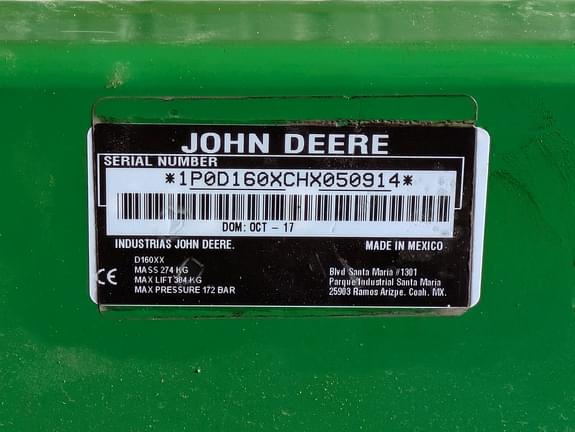 JOHN DEERE
SERIAL NUMBER
*1P0D160XCHX050914*
DOM: OCT - 17
INDUSTRIAS JOHN DEERE. MADE IN MEXICO
CE
D160XX
MASS 274 KG
MAX LIFT 384 KG
MAX PRESSURE 172 BAR
Blvd Santa Maria #1301
Parque Industrial Santa Maria
25903 Ramos Arizpe. Coah. MX.